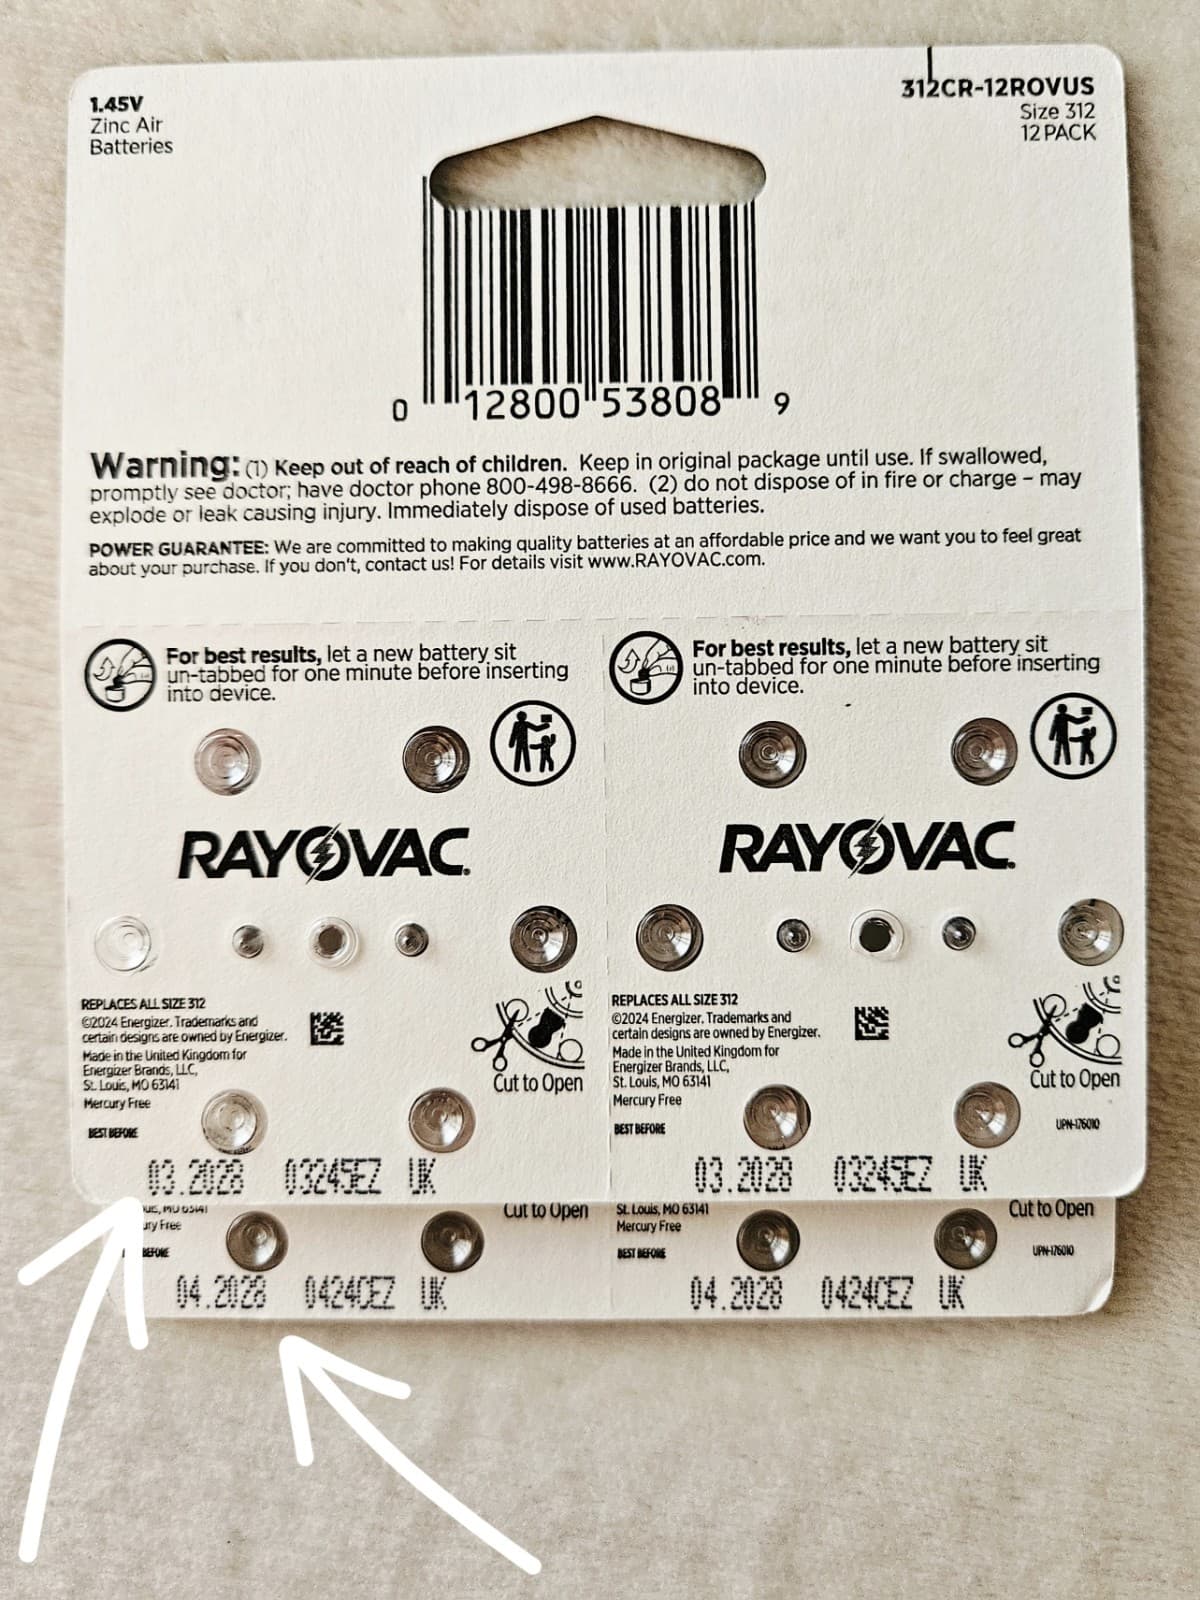 1.45V
Zinc Air
Batteries
312CR-12ROVUS
Size 312
12 PACK
0 12800 53808 9
Warning: (1) Keep out of reach of children. Keep in original package until use. If swallowed,
promptly see doctor; have doctor phone 800-498-8666. (2) do not dispose of in fire or charge – may
explode or leak causing injury. Immediately dispose of used batteries.
POWER GUARANTEE: We are committed to making quality batteries at an affordable price and we want you to feel great
about your purchase. If you don't, contact us! For details visit www.RAYOVAC.com.
For best results, let a new battery sit
un-tabbed for one minute before inserting
into device.
RAYOVAC
REPLACES ALL SIZE 312
©2024 Energizer. Trademarks and
certain designs are owned by Energizer.
Made in the United Kingdom for
Energizer Brands, LLC,
St. Louis, MO 63141
Mercury Free
Cut to Open
BEST BEFORE
03.2028 03245EZ UK
For best results, let a new battery sit
un-tabbed for one minute before inserting
into device.
RAYOVAC
REPLACES ALL SIZE 312
©2024 Energizer. Trademarks and
certain designs are owned by Energizer.
Made in the United Kingdom for
Energizer Brands, LLC,
St. Louis, MO 63141
Mercury Free
Cut to Open
UPN-176010
BEST BEFORE
03.2028 03245EZ UK
MO 63141
ury Free
Cut to Open
BEFORE
04.2028 0424CEZ UK
St. Louis, MO 63141
Mercury Free
Cut to Open
BEST BEFORE
UPN-176010
04.2028 0424CEZ UK